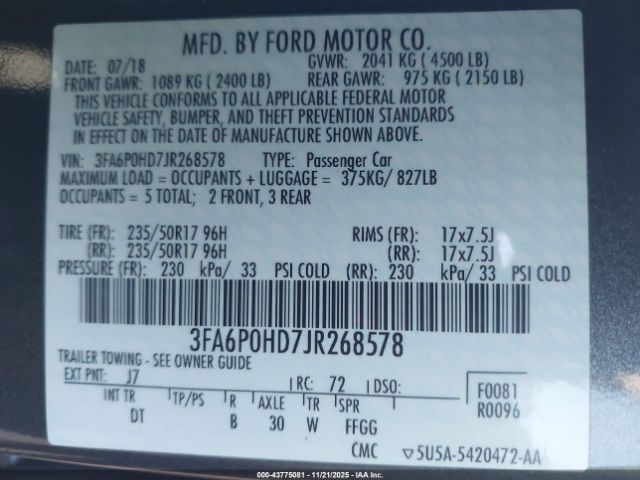 MFD. BY FORD MOTOR CO.
DATE: 07/18 GVWR: 2041 KG ( 4500 LB)
FRONT GAWR: 1089 KG ( 2400 LB) REAR GAWR: 975 KG ( 2150 LB)
THIS VEHICLE CONFORMS TO ALL APPLICABLE FEDERAL MOTOR
VEHICLE SAFETY, BUMPER, AND THEFT PREVENTION STANDARDS
IN EFFECT ON THE DATE OF MANUFACTURE SHOWN ABOVE.
VIN: 3FA6P0HD7JR268578 TYPE: Passenger Car
MAXIMUM LOAD = OCCUPANTS + LUGGAGE = 375KG/ 827LB
OCCUPANTS = 5 TOTAL; 2 FRONT, 3 REAR
TIRE (FR): 235/50R17 96H RIMS (FR): 17x7.5J
(RR): 235/50R17 96H (RR): 17x7.5J
PRESSURE (FR): 230 kPa/ 33 PSI COLD (RR): 230 kPa/ 33 PSI COLD
3FA6P0HD7JR268578
TRAILER TOWING - SEE OWNER GUIDE
EXT PNT: J7 RC: 72 DSO: F0081
INT TR TP/PS R AXLE TR SPR R0096
DT B 30 W FFGG
CMC ▽5U5A-5420472-AA
000-43775081 - 11/21/2025 - IAA Inc.